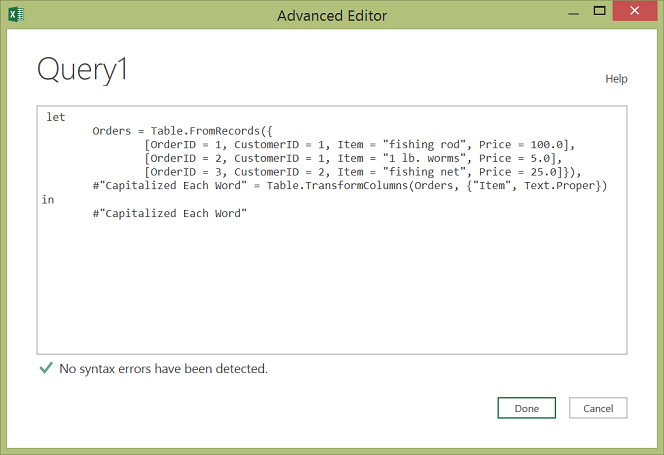 Advanced Editor
Query1
Help
let
Orders = Table.FromRecords({
[OrderID = 1, CustomerID = 1, Item = "fishing rod", Price = 100.0],
[OrderID = 2, CustomerID = 1, Item = "1 lb. worms", Price = 5.0],
[OrderID = 3, CustomerID = 2, Item = "fishing net", Price = 25.0]}),
#"Capitalized Each Word" = Table.TransformColumns(Orders, {"Item", Text.Proper})
in
#"Capitalized Each Word"
No syntax errors have been detected.
Done
Cancel